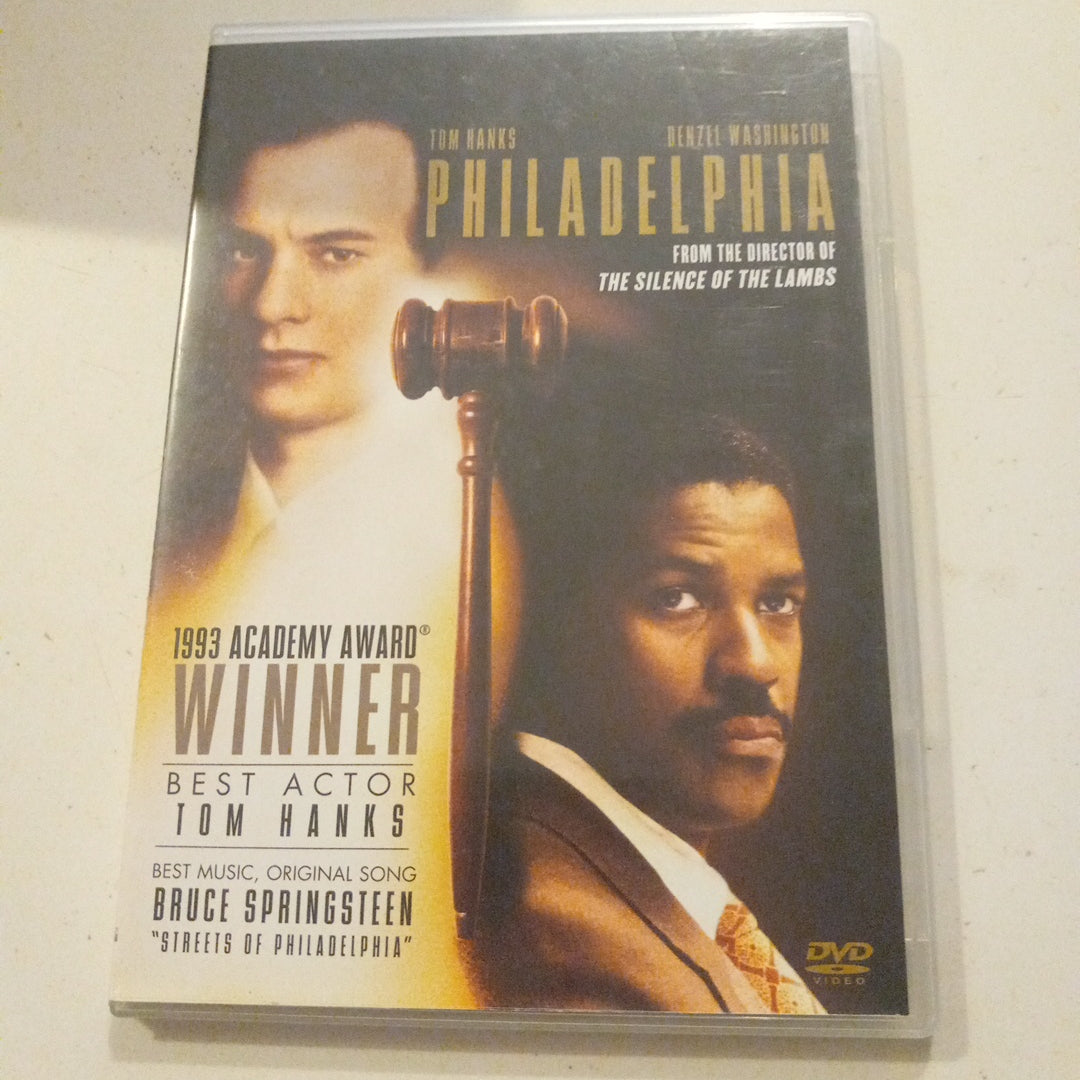 TOM HANKS DENZEL WASHINGTON
PHILADELPHIA
FROM THE DIRECTOR OF
THE SILENCE OF THE LAMBS
1993 ACADEMY AWARD®
WINNER
BEST ACTOR
TOM HANKS
BEST MUSIC, ORIGINAL SONG
BRUCE SPRINGSTEEN
"STREETS OF PHILADELPHIA"
DVD
VIDEO